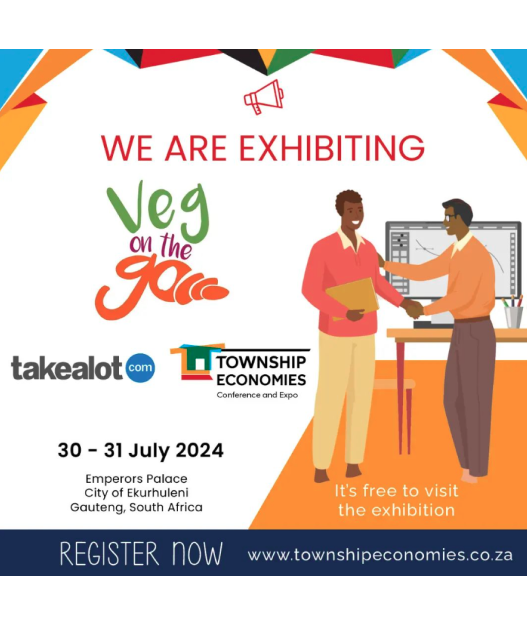 WE ARE EXHIBITING
Veg
on the
go
takealot com
TOWNSHIP
ECONOMIES
Conference and Expo
30 - 31 July 2024
Emperors Palace
City of Ekurhuleni
Gauteng, South Africa
It's free to visit
the exhibition
REGISTER NOW www.townshipeconomies.co.za